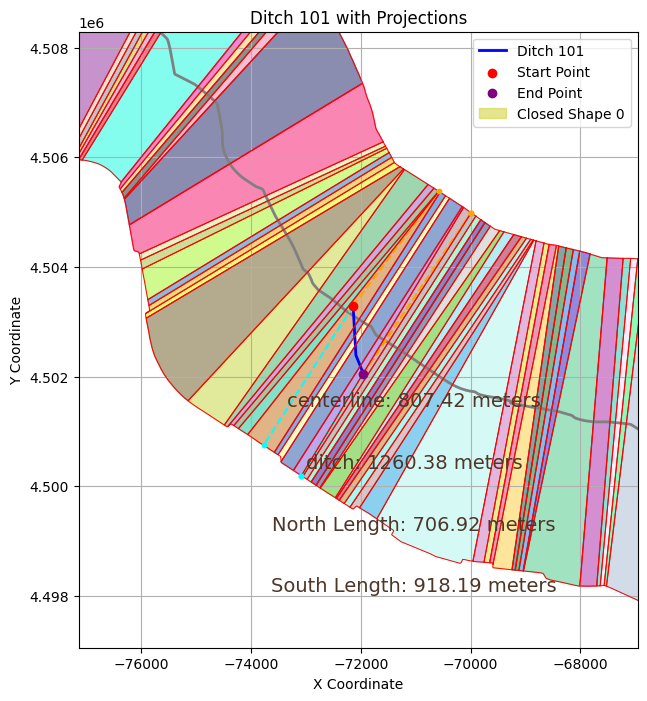 Ditch 101 with Projections
1e6
Ditch 101
Start Point
End Point
Closed Shape 0
4.508
4.506
4.504
4.502
4.500
4.498
Y Coordinate
centerline: 807.42 meters
ditch: 1260.38 meters
North Length: 706.92 meters
South Length: 918.19 meters
−76000 −74000 −72000 −70000 −68000
X Coordinate